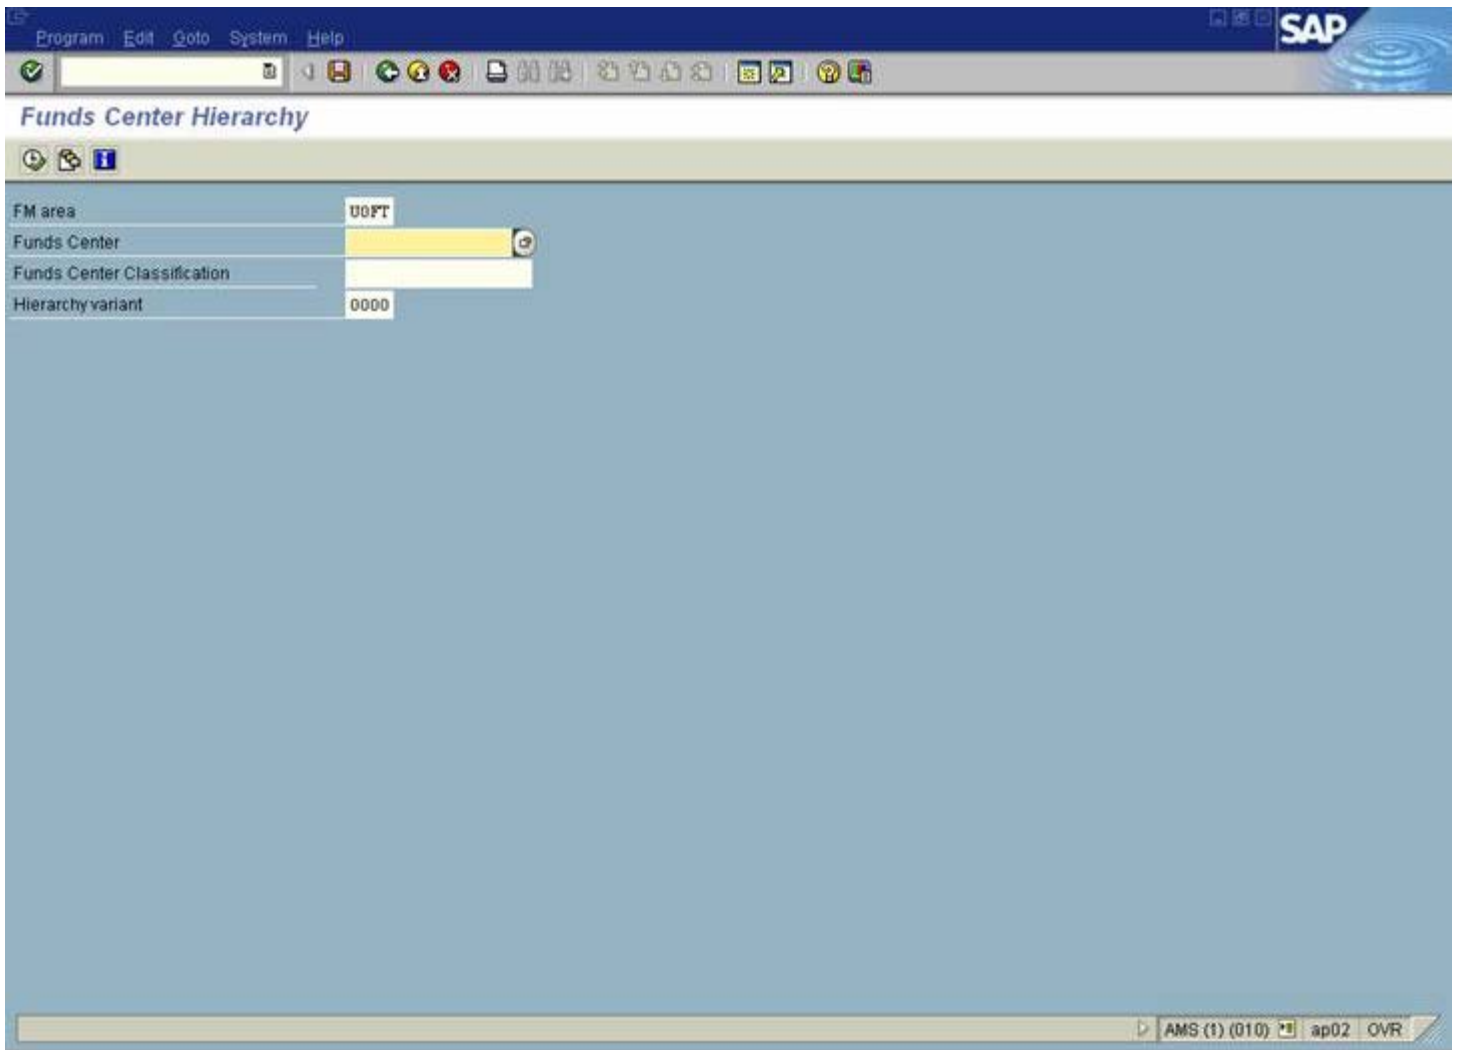 Program Edit Goto System Help
SAP
Funds Center Hierarchy
FM area UOFT
Funds Center
Funds Center Classification
Hierarchy variant 0000
AMS (1) (010) ap02 OVR